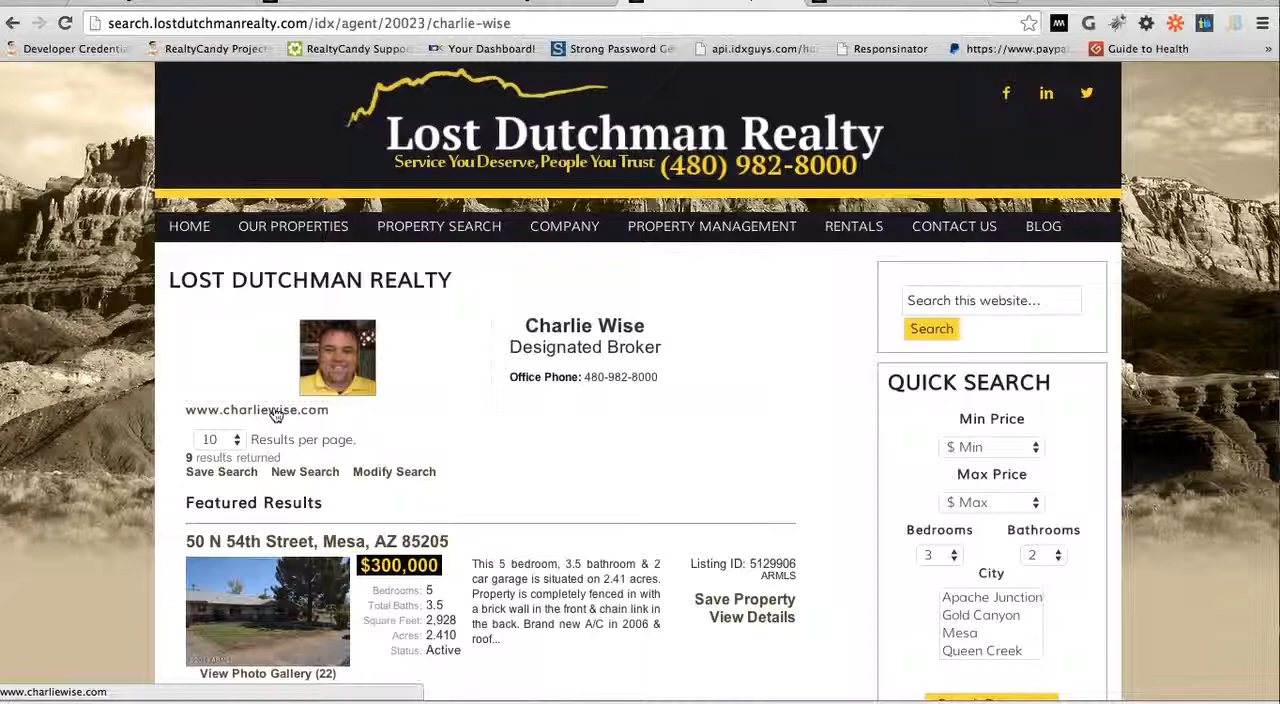 search.lostdutchmanrealty.com/idx/agent/20023/charlie-wise
Developer Credentia
RealtyCandy Project
RealtyCandy Suppo
Your Dashboard!
Strong Password Ge
api.idxguys.com/
Responsinator
https://www.paypa
Guide to Health
»
Lost Dutchman Realty
Service You Deserve, People You Trust (480) 982-8000
HOME OUR PROPERTIES PROPERTY SEARCH COMPANY PROPERTY MANAGEMENT RENTALS CONTACT US BLOG
LOST DUTCHMAN REALTY
Charlie Wise
Designated Broker
Office Phone: 480-982-8000
www.charliewise.com
10 Results per page.
9 results returned
Save Search New Search Modify Search
Featured Results
50 N 54th Street, Mesa, AZ 85205
$300,000
Bedrooms: 5
Total Baths: 3.5
Square Feet: 2,928
Acres: 2.410
Status: Active
View Photo Gallery (22)
This 5 bedroom, 3.5 bathroom & 2
car garage is situated on 2.41 acres.
Property is completely fenced in with
a brick wall in the front & chain link in
the back. Brand new A/C in 2006 &
roof...
Listing ID: 5129906
ARMLS
Save Property
View Details
Search this website...
Search
QUICK SEARCH
Min Price
$ Min
Max Price
$ Max
Bedrooms Bathrooms
3 2
City
Apache Junction
Gold Canyon
Mesa
Queen Creek
www.charliewise.com